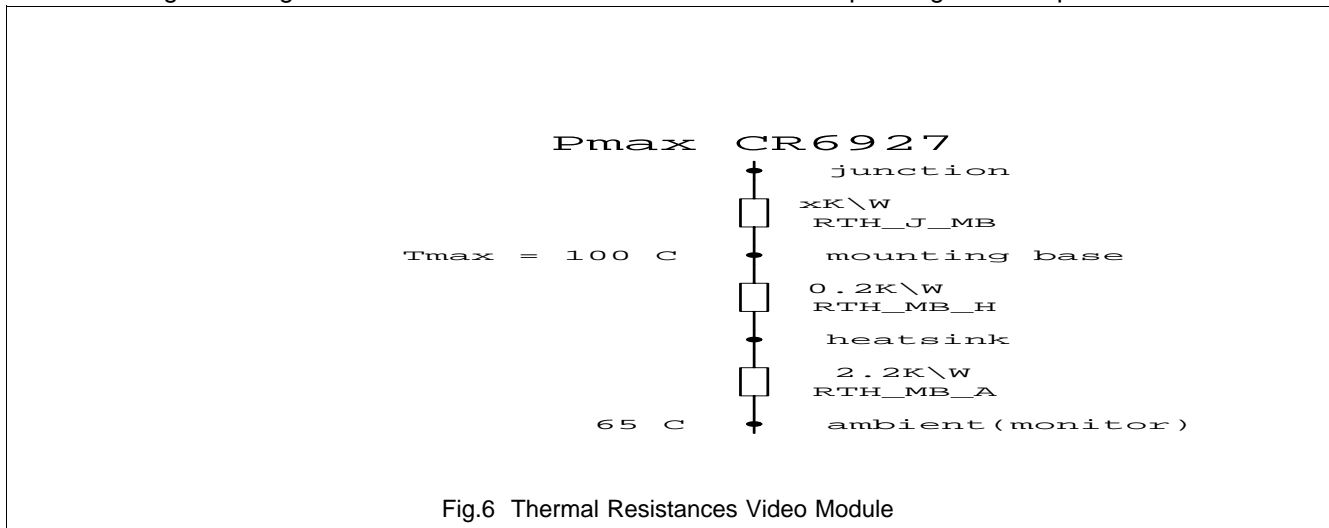 Pmax CR6927
junction
xK\W
RTH_J_MB
Tmax = 100 C
mounting base
0.2K\W
RTH_MB_H
heatsink
2.2K\W
RTH_MB_A
65 C
ambient(monitor)
Fig.6 Thermal Resistances Video Module